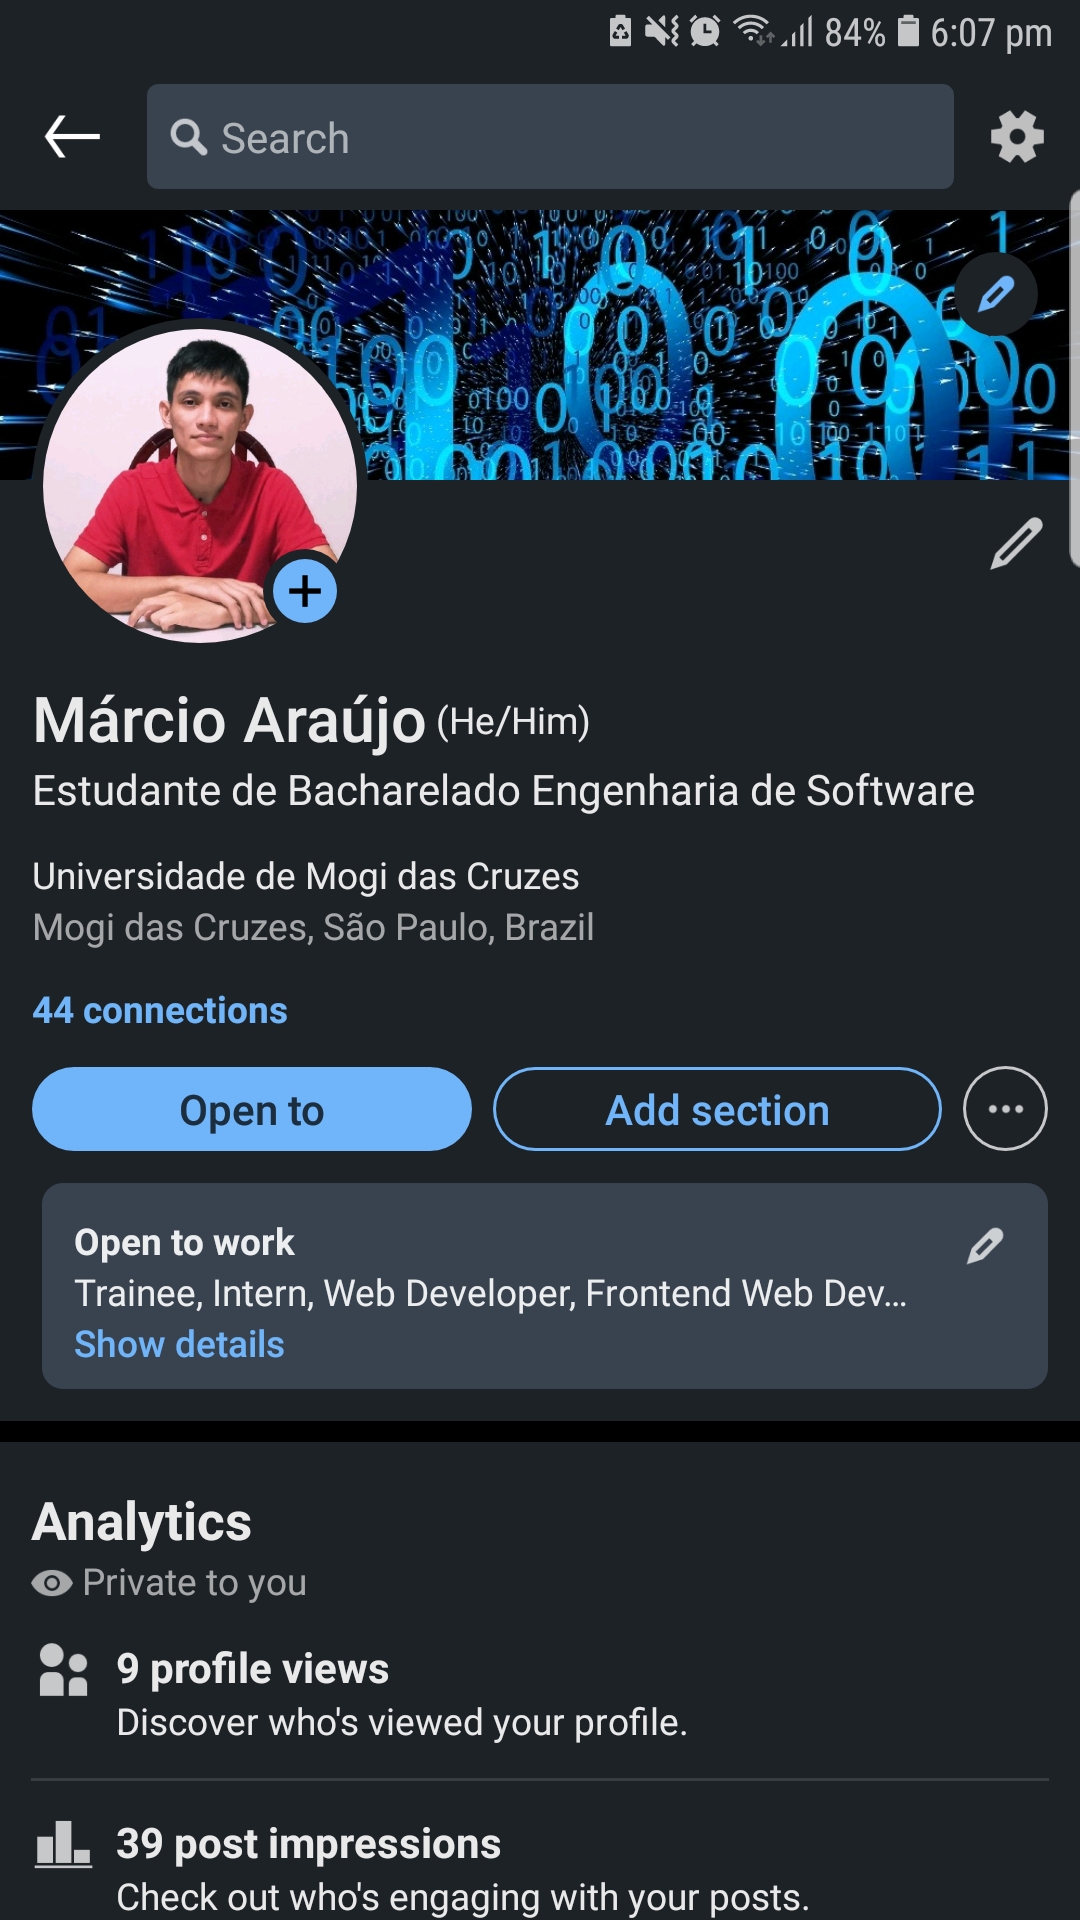 84% 6:07 pm
Search
Márcio Araújo (He/Him)
Estudante de Bacharelado Engenharia de Software
Universidade de Mogi das Cruzes
Mogi das Cruzes, São Paulo, Brazil
44 connections
Open to
Add section
Open to work
Trainee, Intern, Web Developer, Frontend Web Dev...
Show details
Analytics
Private to you
9 profile views
Discover who's viewed your profile.
39 post impressions
Check out who's engaging with your posts.